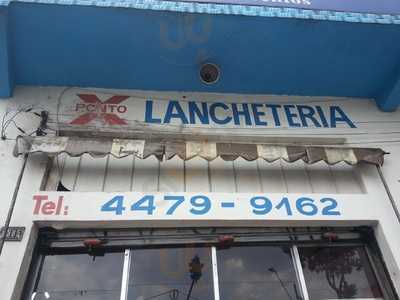 PONTO X LANCHETERIA
Tel: 4479-9162